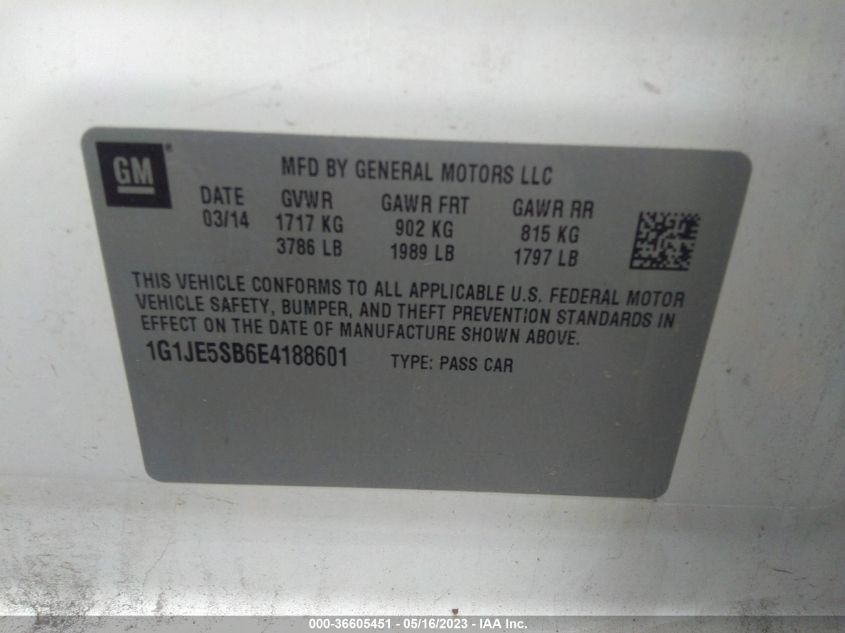 GM®
MFD BY GENERAL MOTORS LLC
DATE GVWR GAWR FRT GAWR RR
03/14 1717 KG 902 KG 815 KG
3786 LB 1989 LB 1797 LB
THIS VEHICLE CONFORMS TO ALL APPLICABLE U.S. FEDERAL MOTOR
VEHICLE SAFETY, BUMPER, AND THEFT PREVENTION STANDARDS IN
EFFECT ON THE DATE OF MANUFACTURE SHOWN ABOVE.
1G1JE5SB6E4188601 TYPE: PASS CAR
000-36605451 - 05/16/2023 - IAA Inc.